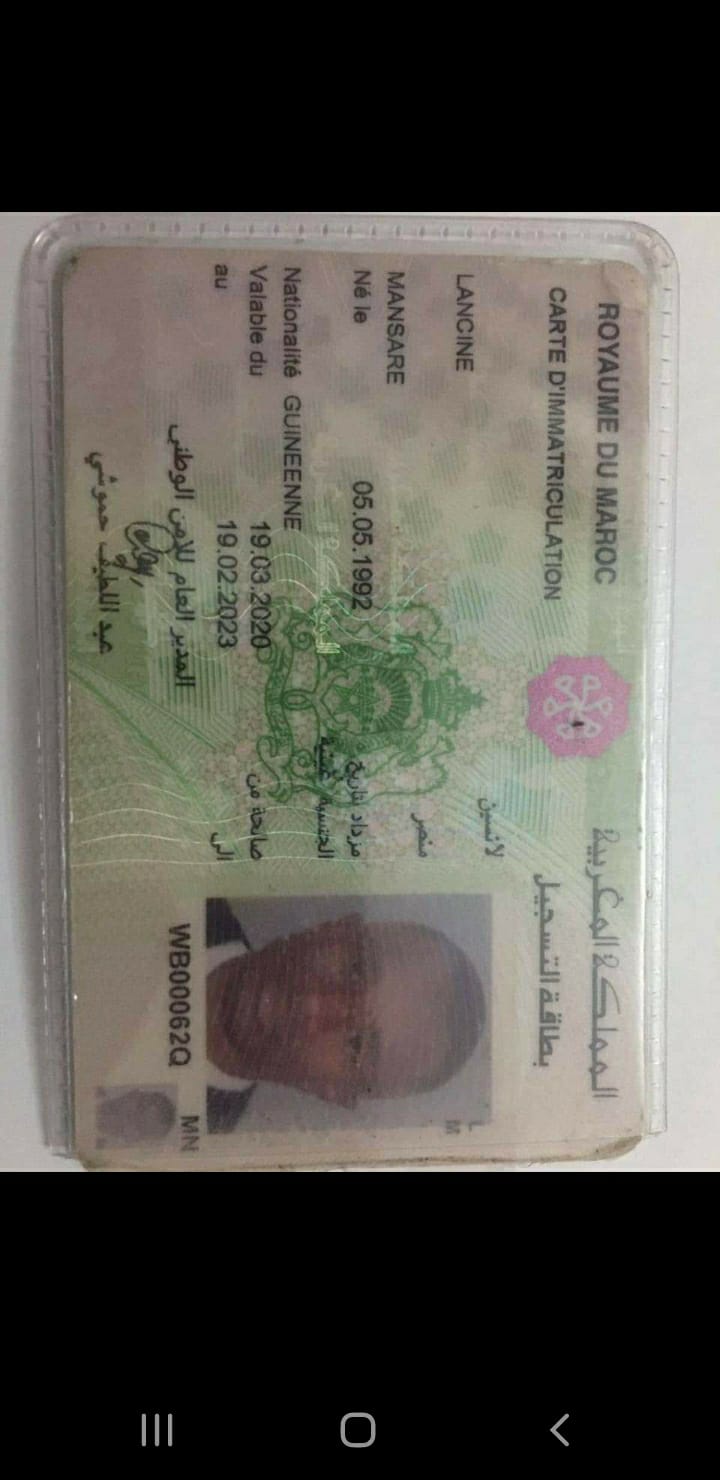 ROYAUME DU MAROC
المملكة المغربية
CARTE D'IMMATRICULATION
بطاقة التسجيل
LANCINE
لانسين
MANSARE
منصر
Né le 05.05.1992 مزداد بتاريخ
Nationalité GUINEENNE الجنسية غينية
Valable du 19.03.2020 صالحة من
au 19.02.2023 الى
المدير العام للأمن الوطني
عبد اللطيف حموشي
WB00062Q
L
M
MN